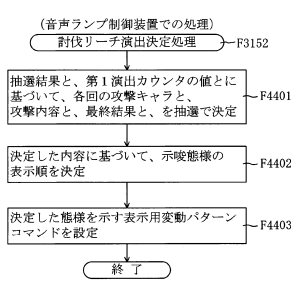 (音声ランプ制御装置での処理)
討伐リーチ演出決定処理
F3152
抽選結果と、第1演出カウンタの値とに
基づいて、各回の攻撃キャラと、
攻撃内容と、最終結果と、を抽選で決定
F4401
決定した内容に基づいて、示唆態様の
表示順を決定
F4402
決定した態様を示す表示用変動パターン
コマンドを設定
F4403
終了